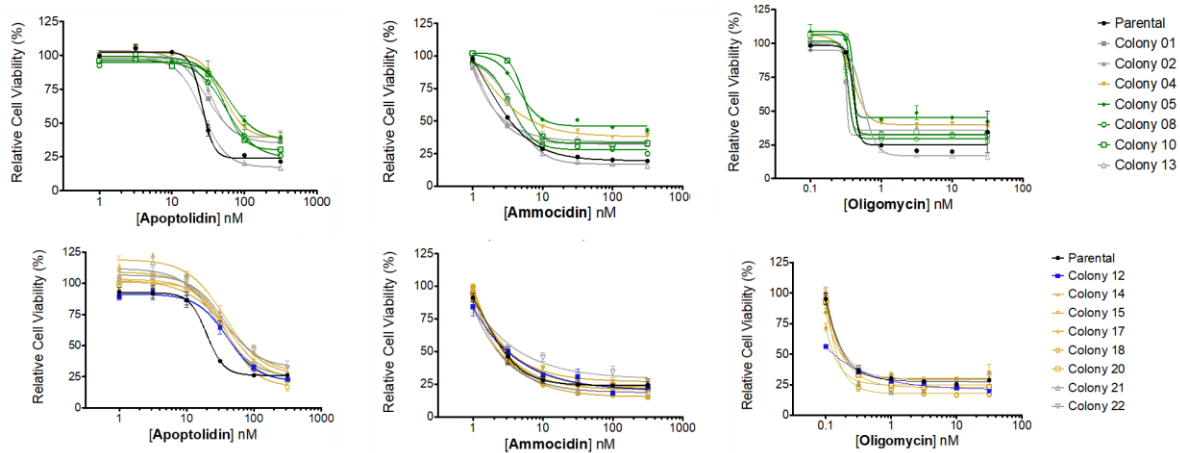 Relative Cell Viability (%)
125
100
75
50
25
0
1
10
100
1000
[Apoptolidin] nM
Relative Cell Viability (%)
125
100
75
50
25
0
1
10
100
1000
[Ammocidin] nM
Relative Cell Viability (%)
125
100
75
50
25
0
0.1
1
10
100
[Oligomycin] nM
Parental
Colony 01
Colony 02
Colony 04
Colony 05
Colony 08
Colony 10
Colony 13
Relative Cell Viability (%)
125
100
75
50
25
0
1
10
100
1000
[Apoptolidin] nM
Relative Cell Viability (%)
125
100
75
50
25
0
1
10
100
1000
[Ammocidin] nM
Relative Cell Viability (%)
125
100
75
50
25
0
0.1
1
10
100
[Oligomycin] nM
Parental
Colony 12
Colony 14
Colony 15
Colony 17
Colony 18
Colony 20
Colony 21
Colony 22